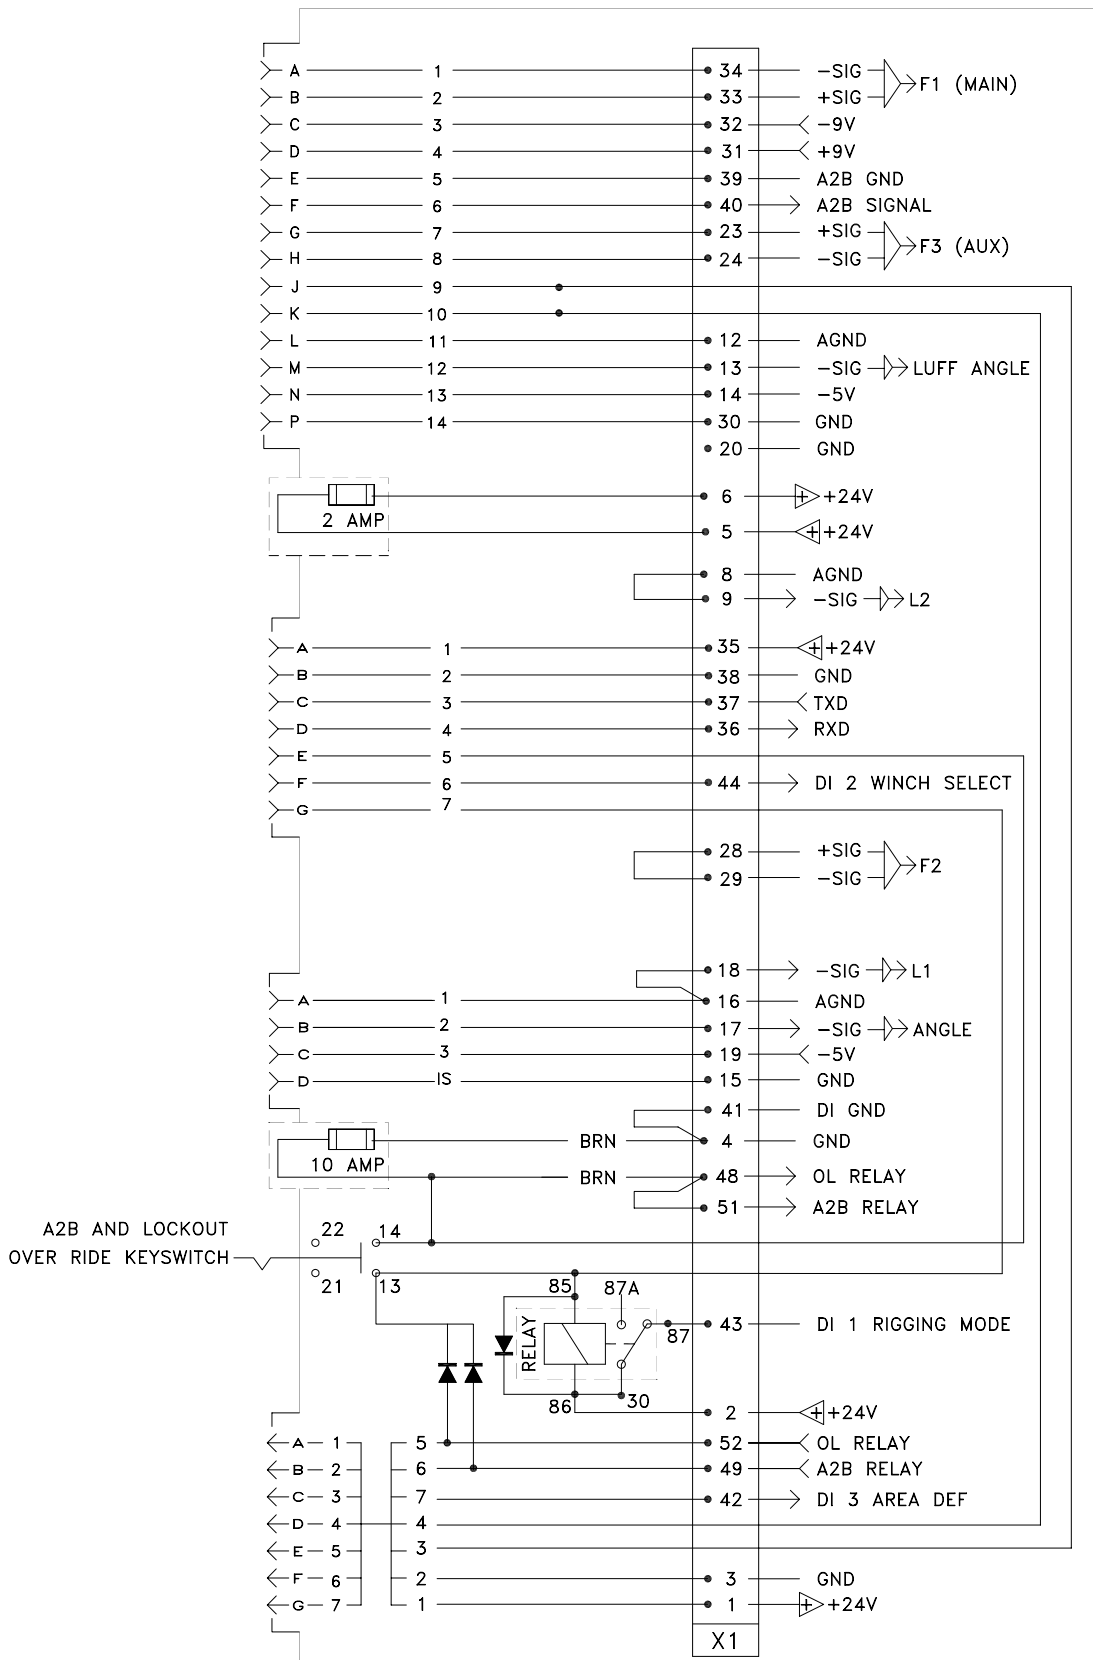 A 1 34 −SIG
F1 (MAIN)
B 2 33 +SIG
C 3 32 −9V
D 4 31 +9V
E 5 39 A2B GND
F 6 40 A2B SIGNAL
G 7 23 +SIG
F3 (AUX)
H 8 24 −SIG
J 9
K 10
L 11 12 AGND
M 12 13 −SIG LUFF ANGLE
N 13 14 −5V
P 14 30 GND
20 GND
6 + +24V
2 AMP
5 + +24V
8 AGND
9 −SIG L2
A 1 35 + +24V
B 2 38 GND
C 3 37 TXD
D 4 36 RXD
E 5
F 6 44 DI 2 WINCH SELECT
G 7
28 +SIG
F2
29 −SIG
18 −SIG L1
A 1 16 AGND
B 2 17 −SIG ANGLE
C 3 19 −5V
D IS 15 GND
41 DI GND
BRN 4 GND
10 AMP
BRN 48 OL RELAY
51 A2B RELAY
A2B AND LOCKOUT
OVER RIDE KEYSWITCH
22 14
21 13
85 87A
RELAY
87 43 DI 1 RIGGING MODE
86 30
2 + +24V
A 1 5 52 OL RELAY
B 2 6 49 A2B RELAY
C 3 7 42 DI 3 AREA DEF
D 4 4
E 5 3
F 6 2 3 GND
G 7 1 1 + +24V
X1